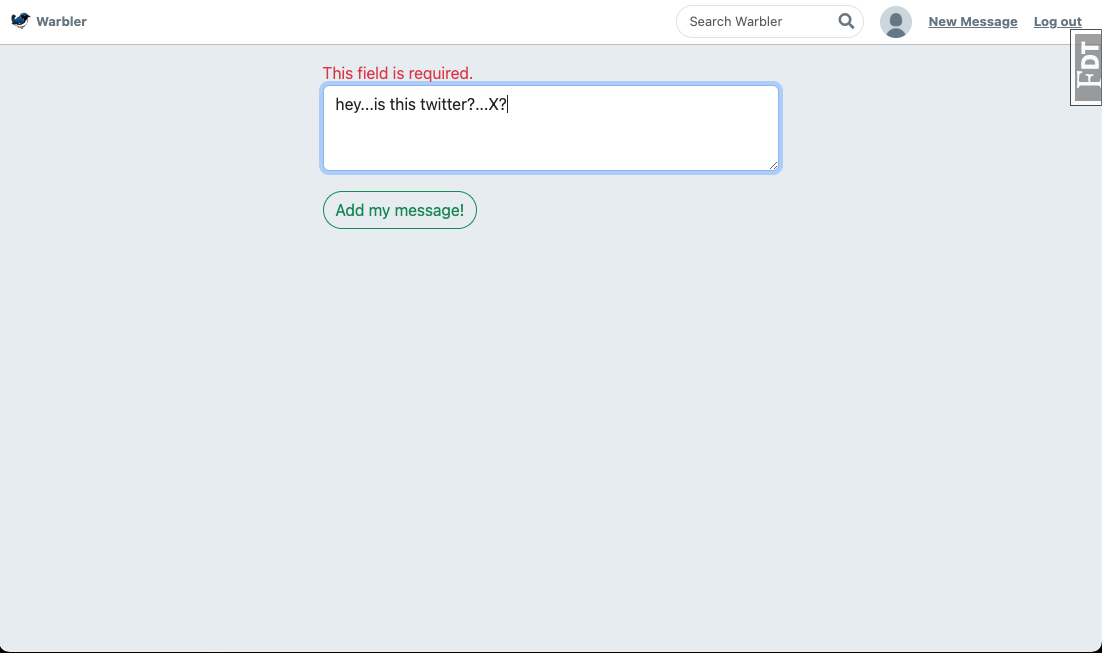 Warbler
Search Warbler
New Message
Log out
FDT
This field is required.
hey...is this twitter?...X?
Add my message!